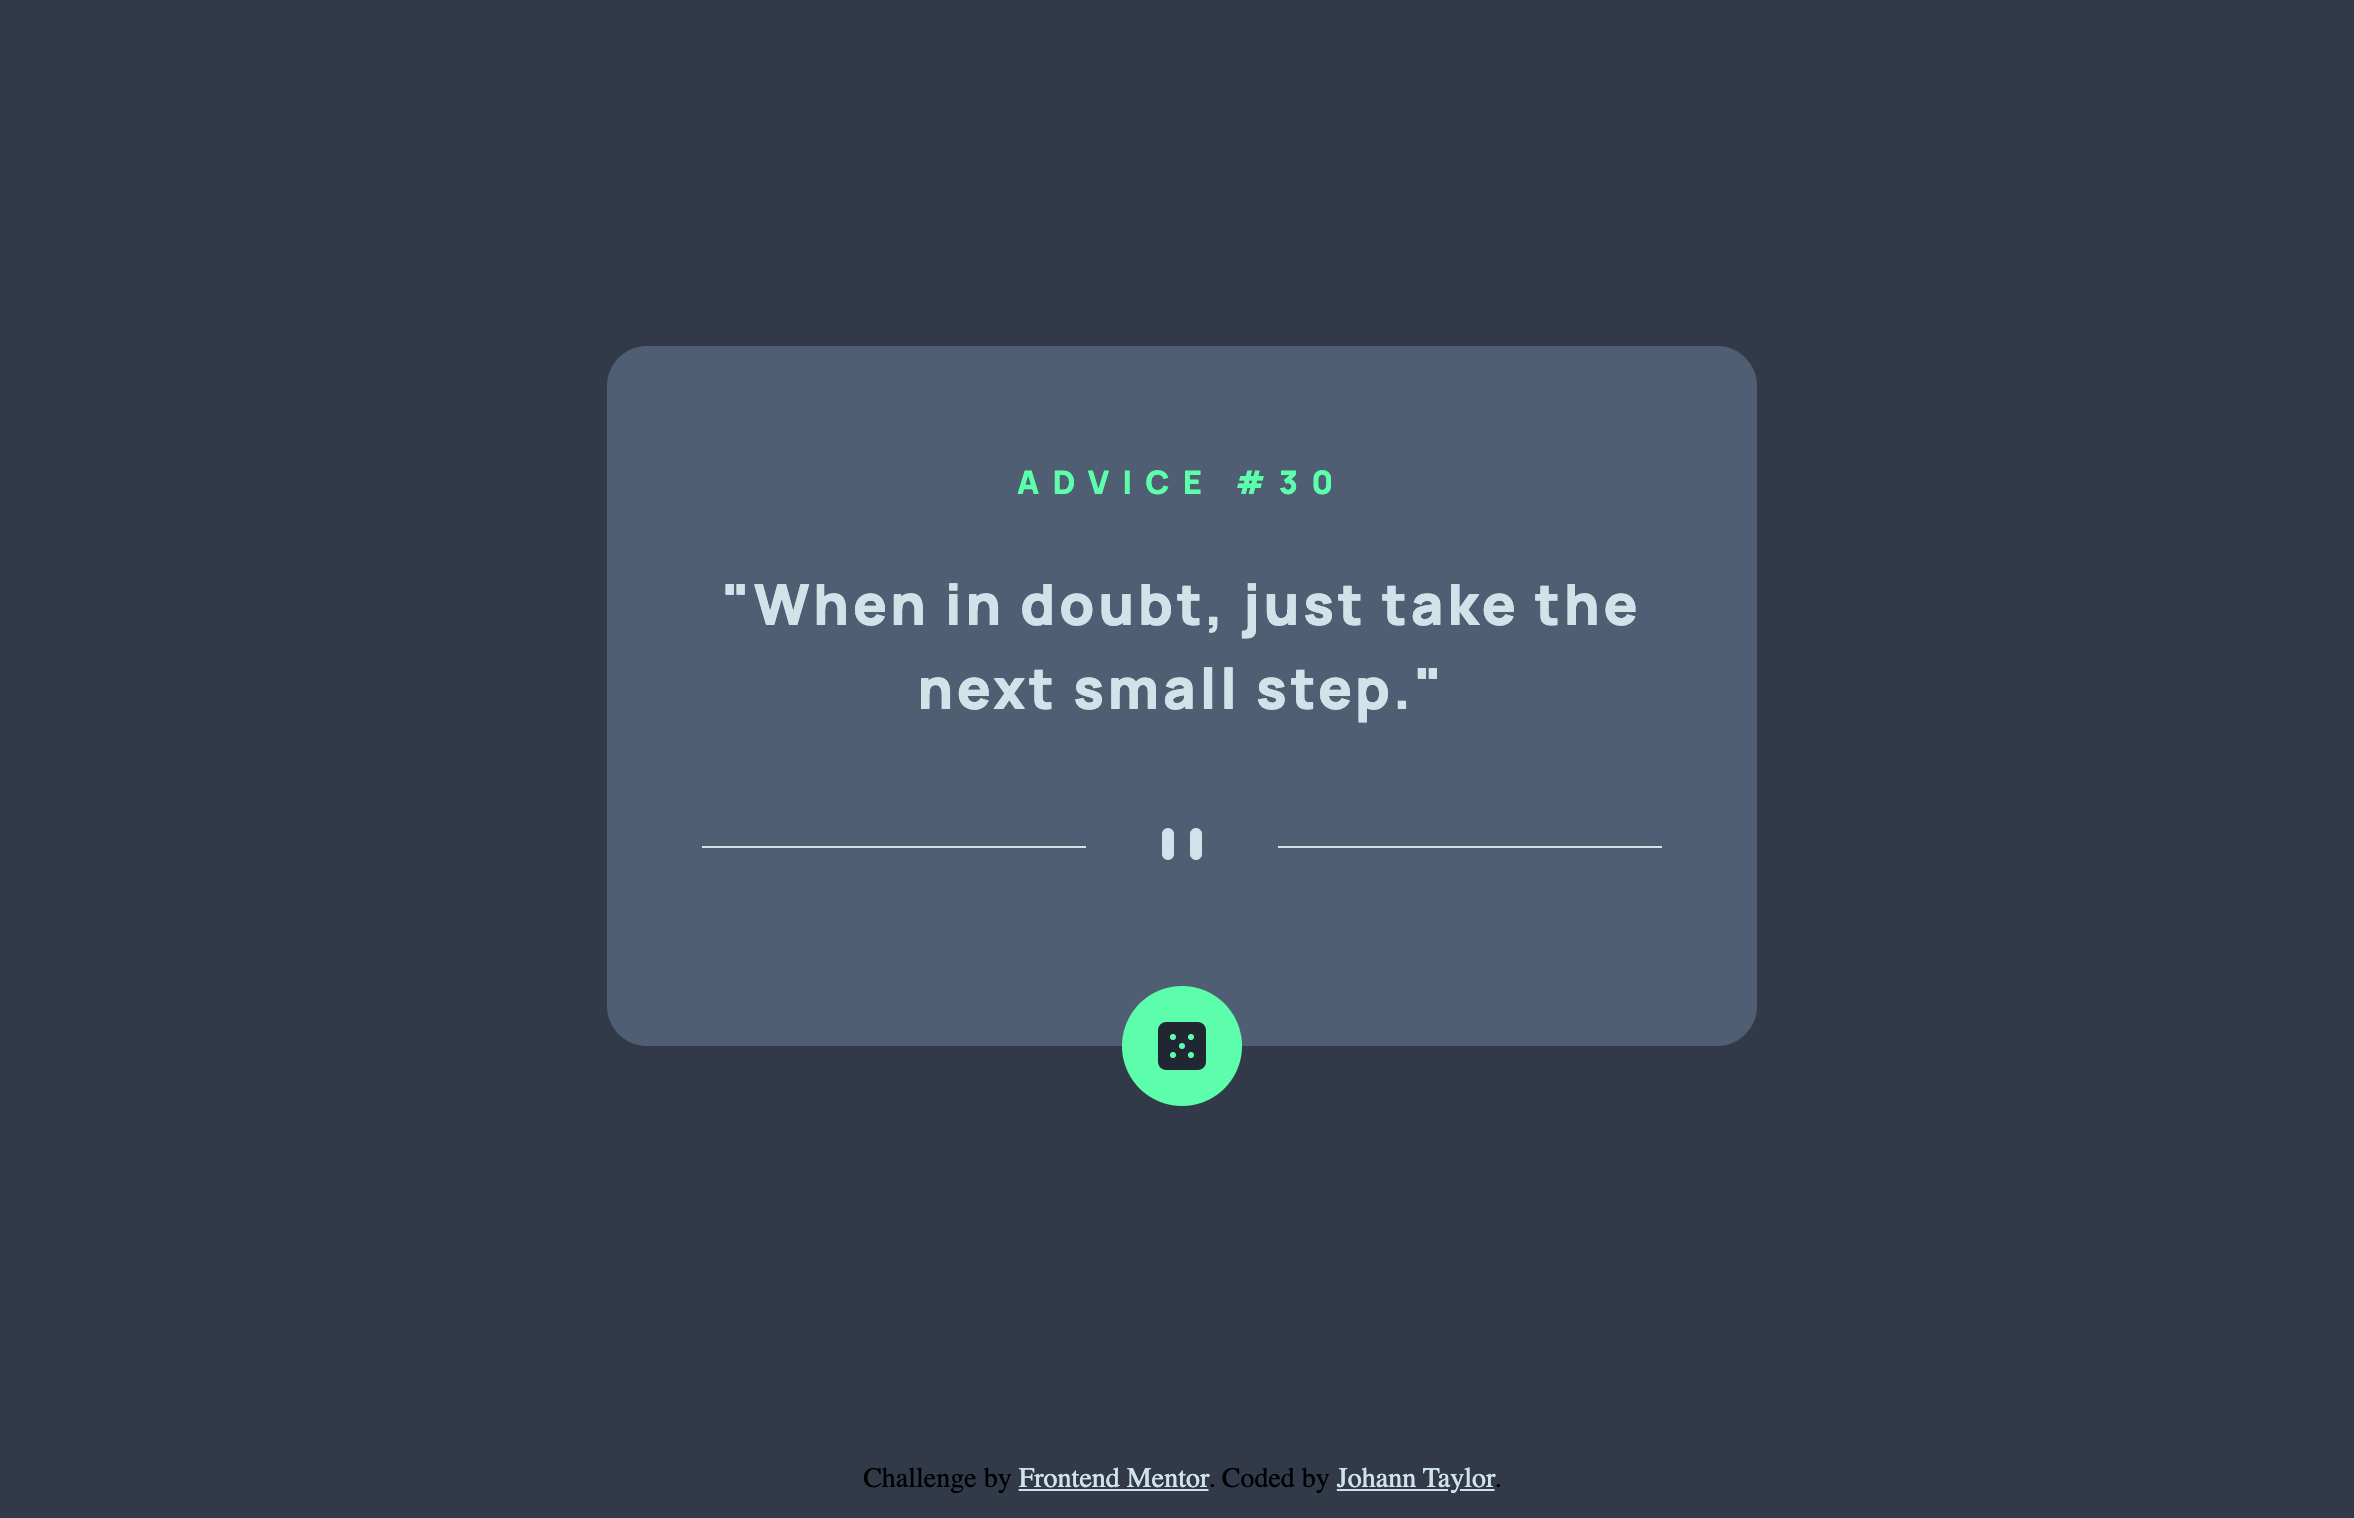 ADVICE #30
"When in doubt, just take the
next small step."
Challenge by Frontend Mentor. Coded by Johann Taylor.